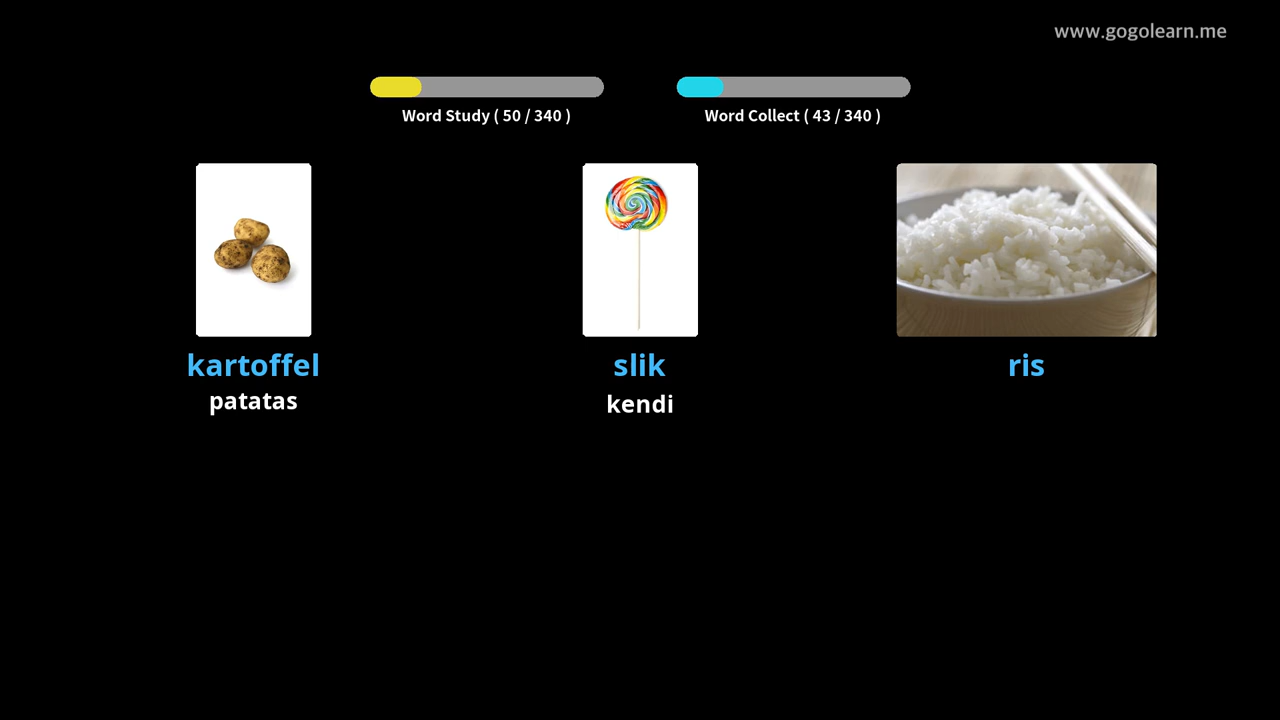 www.gogolearn.me
Word Study ( 50 / 340 )
Word Collect ( 43 / 340 )
kartoffel
patatas
slik
kendi
ris